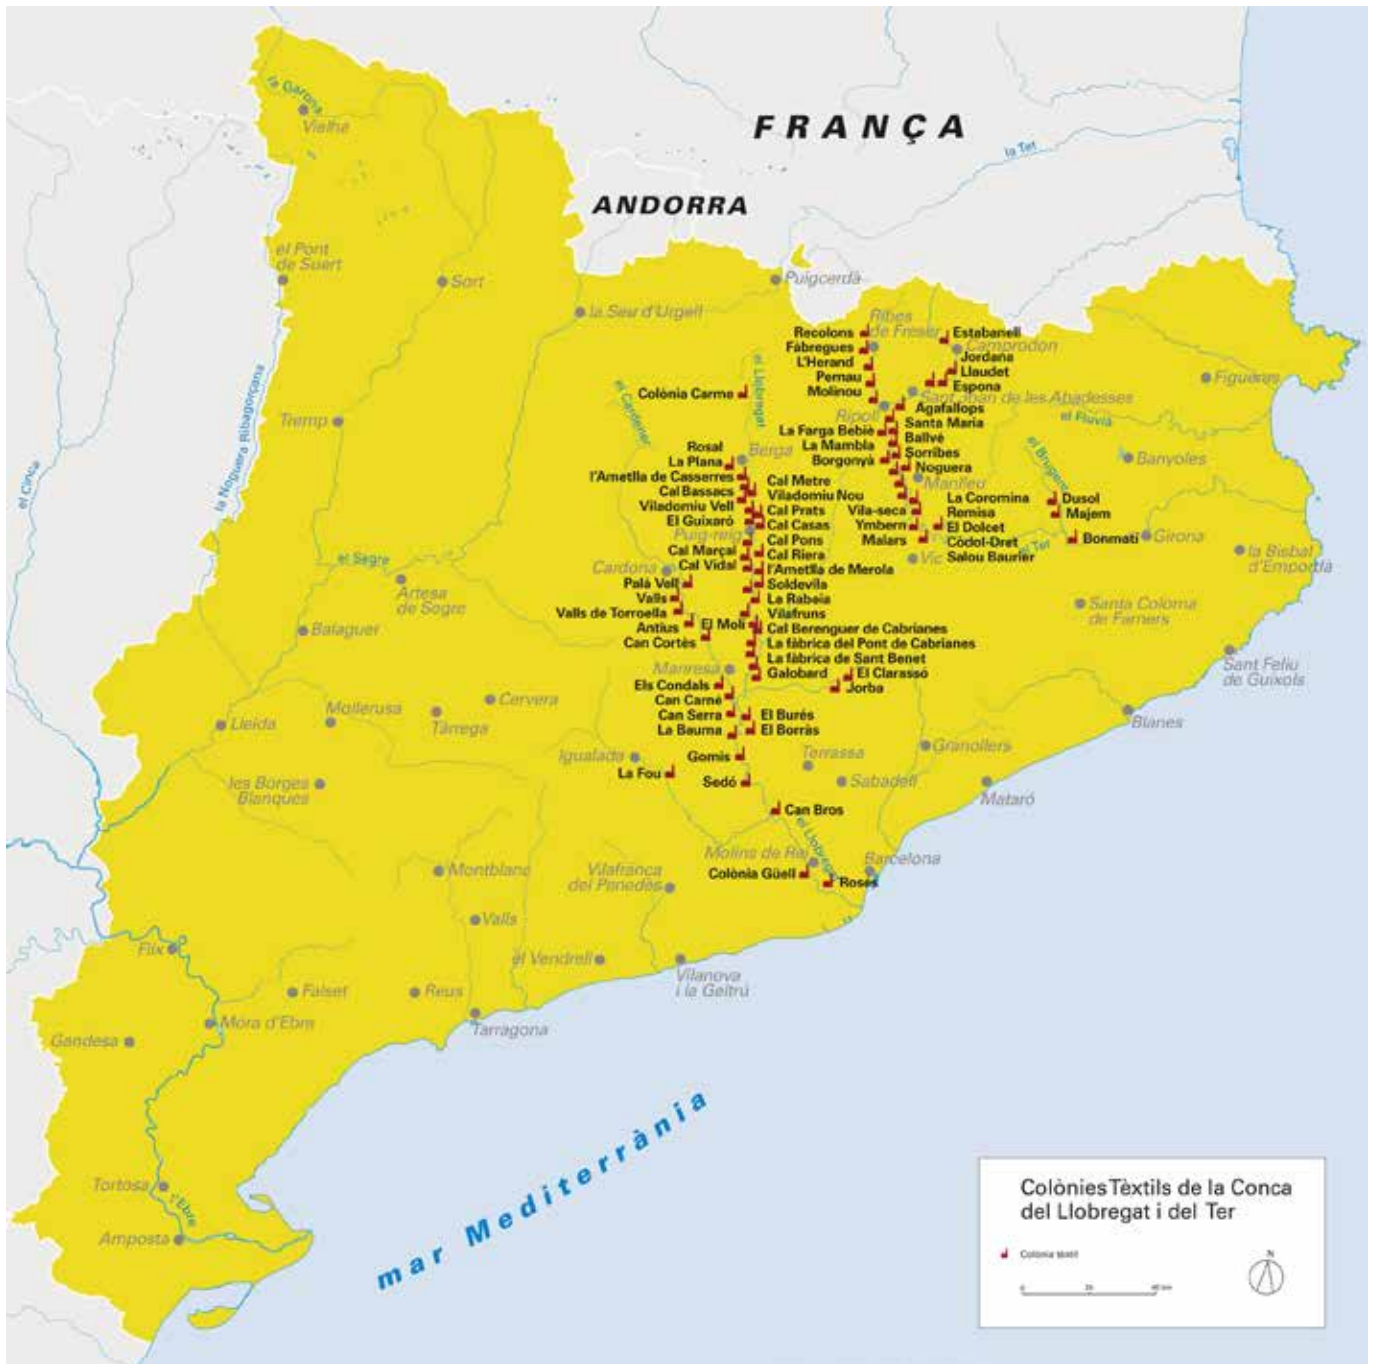 la Garona
Vielha
FRANÇA
la Tet
ANDORRA
el Pont
de Suert
Sort
Puigcerdà
la Seu d'Urgell
Ribes
de Freser
Recolons
Estabanell
Fàbregues
Camprodon
L'Herand
Jordana
Pernau
Llaudet
Molinou
Espona
el Llobregat
el Cardener
Colònia Carme
Sant Joan de les Abadesses
Figueres
la Noguera Ribagorçana
el Cinca
Tremp
Ripoll
Agafallops
el Fluvià
La Farga Bebiè
Santa Maria
La Mambla
Ballvé
Borgonyà
Sorribes
Noguera
el Brugent
Banyoles
Manlleu
Rosal
Berga
La Plana
l'Ametlla de Casserres
Cal Metre
Cal Bassacs
Viladomiu Nou
Viladomiu Vell
Cal Prats
El Guixaró
Cal Casas
Puig-reig
Cal Pons
Cal Marçal
Cal Riera
Cal Vidal
l'Ametlla de Merola
Vila-seca
La Coromina
Ymbern
Remisa
Malars
El Dolcet
Còdol-Dret
Vic
Salou Baurier
Dusol
Majem
Bonmatí
el Ter
Girona
la Bisbal
d'Empordà
el Segre
Cardona
Artesa
de Segre
Palà Vell
Soldevila
Valls
La Rabeia
Valls de Torroella
Vilafruns
Antius
El Molí
Cal Berenguer de Cabrianes
Can Cortès
La fàbrica del Pont de Cabrianes
La fàbrica de Sant Benet
Santa Coloma
de Farners
Balaguer
Manresa
Galobard
El Clarassó
Els Condals
Jorba
Sant Feliu
de Guíxols
Can Carné
Can Serra
El Burés
La Bauma
El Borràs
Cervera
Mollerussa
Lleida
Tàrrega
Blanes
Igualada
Gomis
Terrassa
Granollers
La Fou
Sedó
Sabadell
les Borges
Blanques
Mataró
Can Bros
el Llobregat
Molins de Rei
Barcelona
Montblanc
Vilafranca
del Penedès
Colònia Güell
Rosés
Valls
Flix
el Vendrell
Vilanova
i la Geltrú
Falset
Reus
Móra d'Ebre
Tarragona
Gandesa
mar Mediterrània
Tortosa
l'Ebre
Amposta
Colònies Tèxtils de la Conca
del Llobregat i del Ter
Colònia tèxtil
N
0 20 40 km